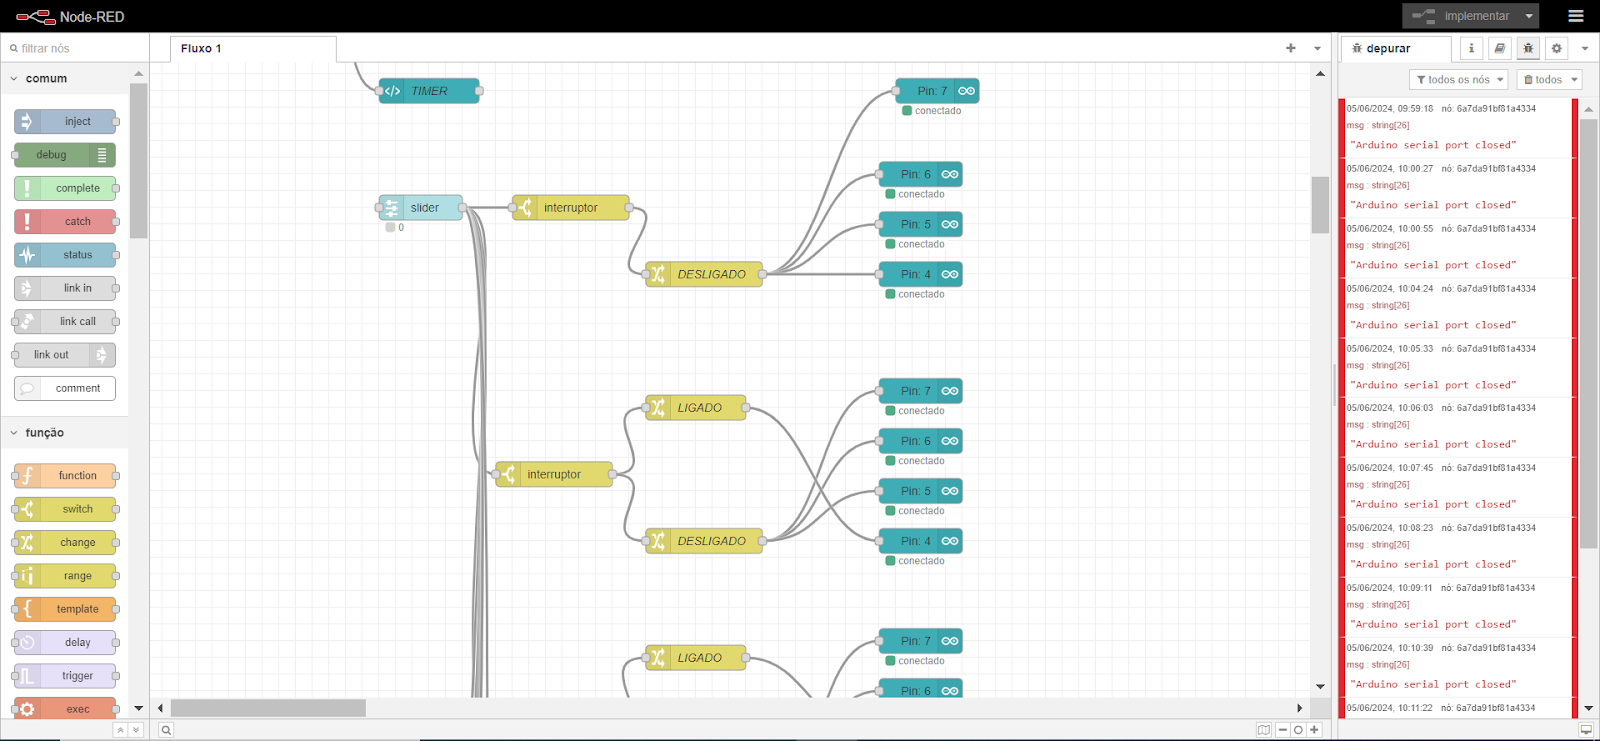 Node-RED
Implementar
filtrar nós
Fluxo 1
depurar
i
todos os nós
todos
comum
inject
debug
complete
catch
status
link in
link call
link out
comment
função
function
switch
change
range
template
delay
trigger
exec
TIMER
slider
0
interruptor
DESLIGADO
Pin: 7
conectado
Pin: 6
conectado
Pin: 5
conectado
Pin: 4
conectado
interruptor
LIGADO
DESLIGADO
Pin: 7
conectado
Pin: 6
conectado
Pin: 5
conectado
Pin: 4
conectado
LIGADO
Pin: 7
conectado
Pin: 6
05/06/2024, 09:59:18 nó: 6a7da91bf81a4334
msg : string[26]
"Arduino serial port closed"
05/06/2024, 10:00:27 nó: 6a7da91bf81a4334
msg : string[26]
"Arduino serial port closed"
05/06/2024, 10:00:55 nó: 6a7da91bf81a4334
msg : string[26]
"Arduino serial port closed"
05/06/2024, 10:04:24 nó: 6a7da91bf81a4334
msg : string[26]
"Arduino serial port closed"
05/06/2024, 10:05:33 nó: 6a7da91bf81a4334
msg : string[26]
"Arduino serial port closed"
05/06/2024, 10:06:03 nó: 6a7da91bf81a4334
msg : string[26]
"Arduino serial port closed"
05/06/2024, 10:07:45 nó: 6a7da91bf81a4334
msg : string[26]
"Arduino serial port closed"
05/06/2024, 10:08:23 nó: 6a7da91bf81a4334
msg : string[26]
"Arduino serial port closed"
05/06/2024, 10:09:11 nó: 6a7da91bf81a4334
msg : string[26]
"Arduino serial port closed"
05/06/2024, 10:10:39 nó: 6a7da91bf81a4334
msg : string[26]
"Arduino serial port closed"
05/06/2024, 10:11:22 nó: 6a7da91bf81a4334